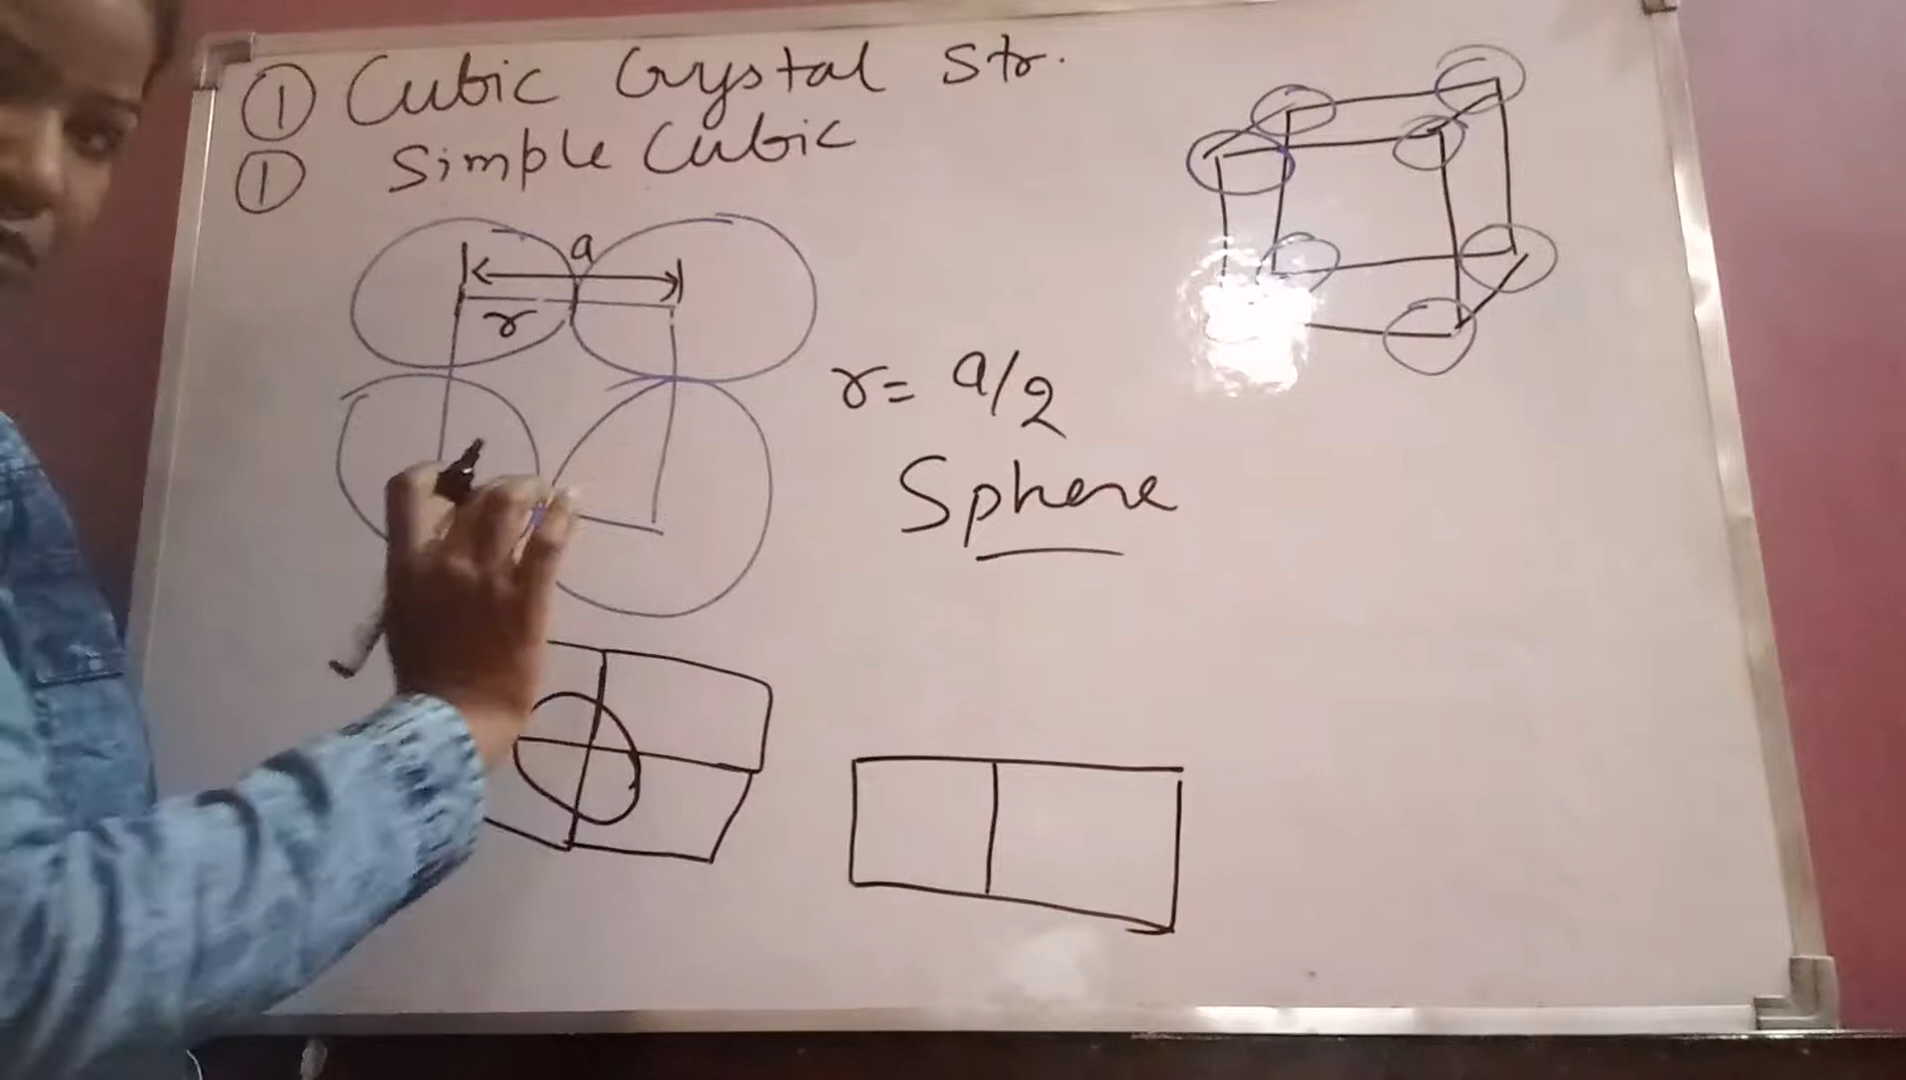 ① Cubic Crystal Str.
① Simple Cubic
a
r
r = a/2
Sphere